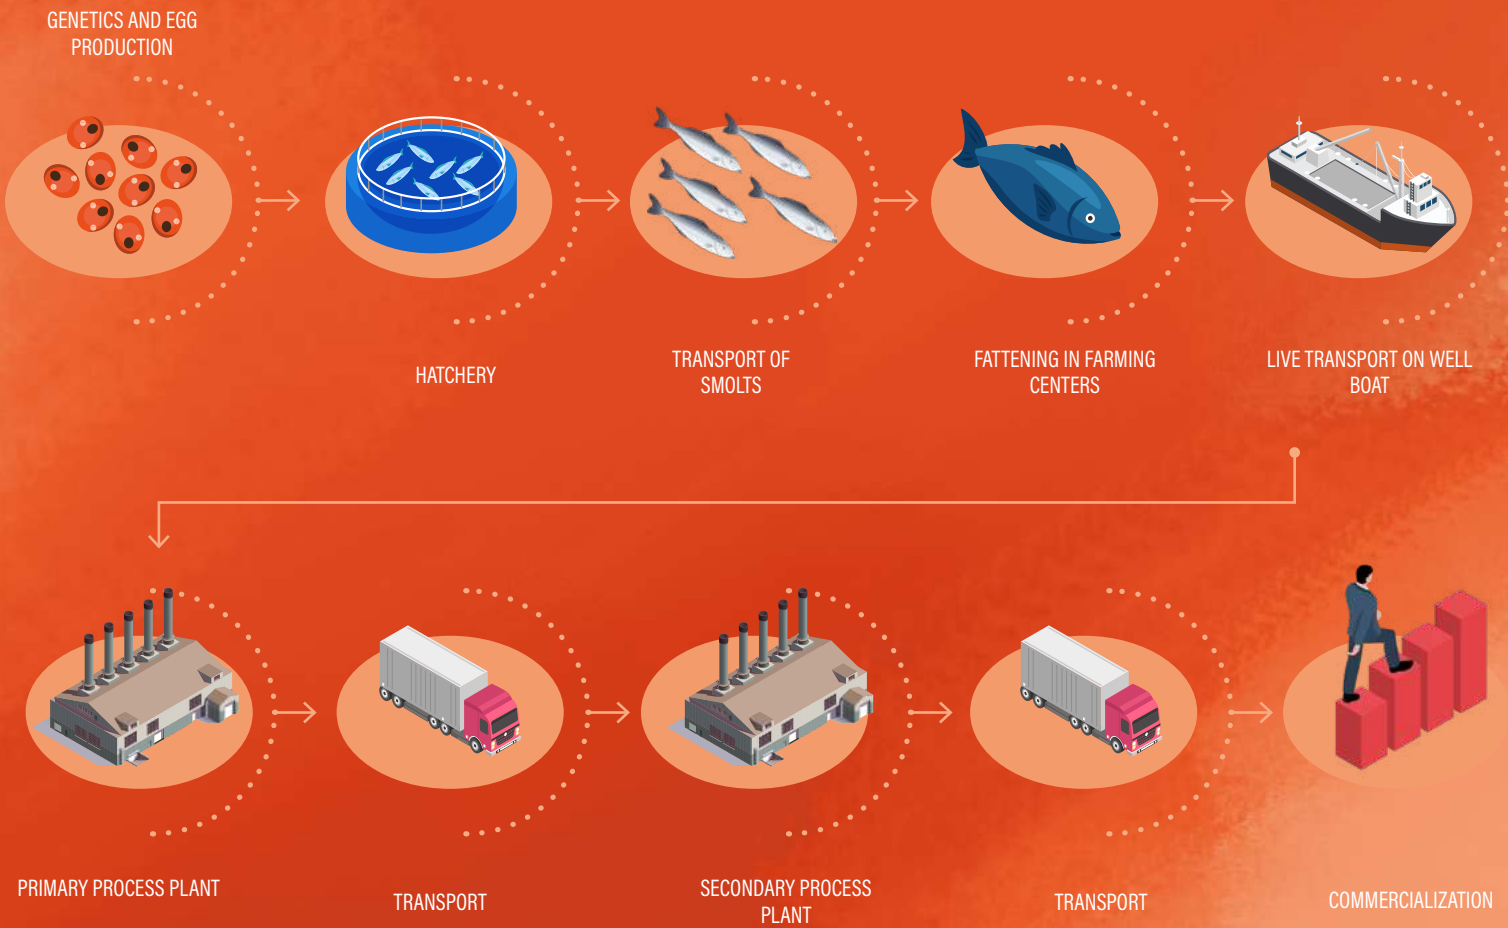 GENETICS AND EGG
PRODUCTION
HATCHERY
TRANSPORT OF
SMOLTS
FATTENING IN FARMING
CENTERS
LIVE TRANSPORT ON WELL
BOAT
PRIMARY PROCESS PLANT
TRANSPORT
SECONDARY PROCESS
PLANT
TRANSPORT
COMMERCIALIZATION